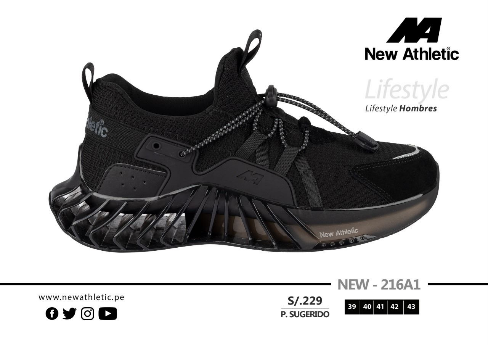 New Athletic
Lifestyle
Lifestyle Hombres
New Athletic
NEW - 216A1
www.newathletic.pe
S/.229
P. SUGERIDO
39 40 41 42 43